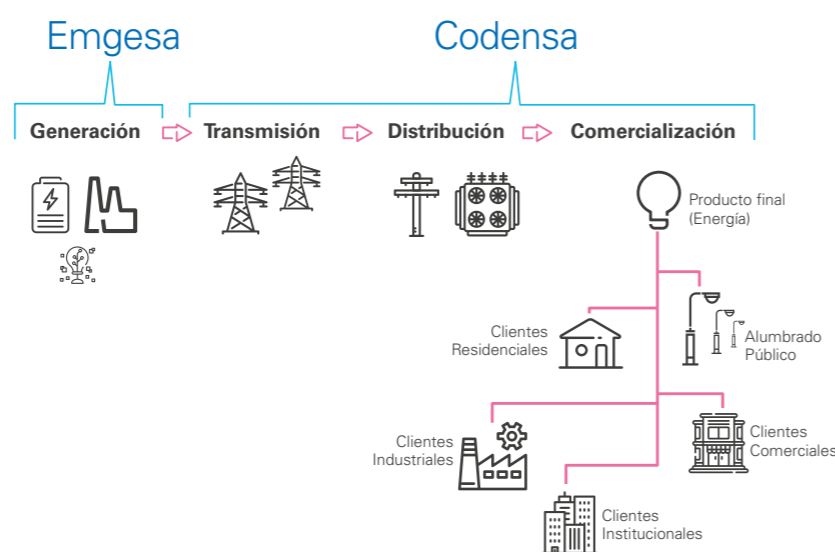 Emgesa
Codensa
Generación
Transmisión
Distribución
Comercialización
Producto final
(Energía)
Clientes
Residenciales
Alumbrado
Público
Clientes
Industriales
Clientes
Comerciales
Clientes
Institucionales